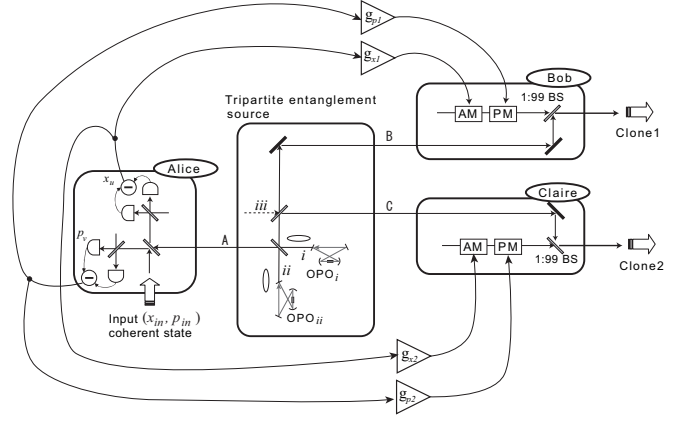 g_p1
g_x1
Bob
1:99 BS
AM
PM
Clone1
Tripartite entanglement
source
B
Alice
x_u
iii
C
Claire
p_v
A
i
OPO_i
ii
OPO_ii
AM
PM
1:99 BS
Clone2
Input (x_in, p_in)
coherent state
g_x2
g_p2